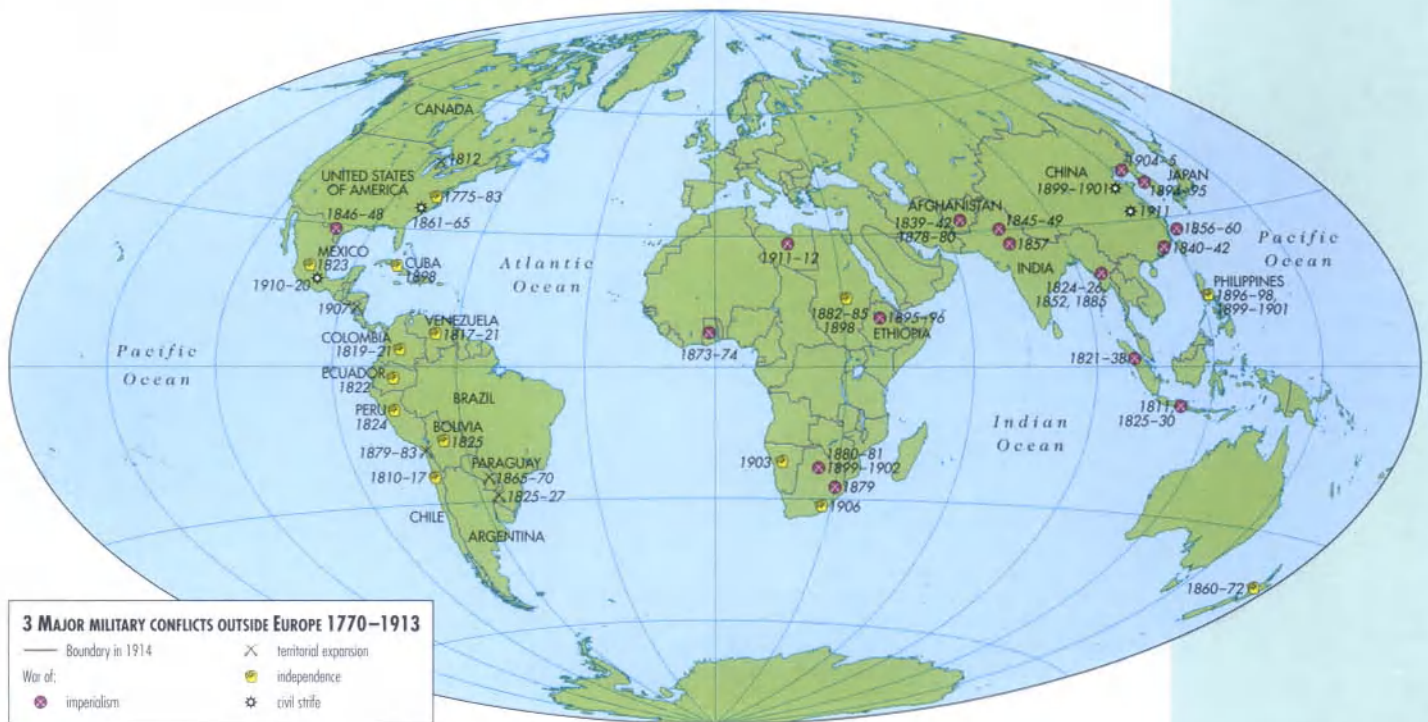 CANADA
1812
UNITED STATES
OF AMERICA
1775–83
1846–48
1861–65
MEXICO
1823
CUBA
1898
1910–20
1907
Atlantic
Ocean
Pacific
Ocean
VENEZUELA
1817–21
COLOMBIA
1819–21
ECUADOR
1822
BRAZIL
PERU
1824
BOLIVIA
1825
1879–83
PARAGUAY
1865–70
1810–17
1825–27
CHILE
ARGENTINA
1911–12
1882–85
1898
1895–96
ETHIOPIA
1873–74
1903
1880–81
1899–1902
1879
1906
AFGHANISTAN
1839–42
1878–80
1845–49
1857
INDIA
1824–26,
1852, 1885
CHINA
1899–1901
1904–5
JAPAN
1894–95
1911
1856–60
1840–42
Pacific
Ocean
PHILIPPINES
1896–98,
1899–1901
1821–38
1811,
1825–30
Indian
Ocean
1860–72
3 MAJOR MILITARY CONFLICTS OUTSIDE EUROPE 1770–1913
Boundary in 1914
territorial expansion
War of:
independence
imperialism
civil strife